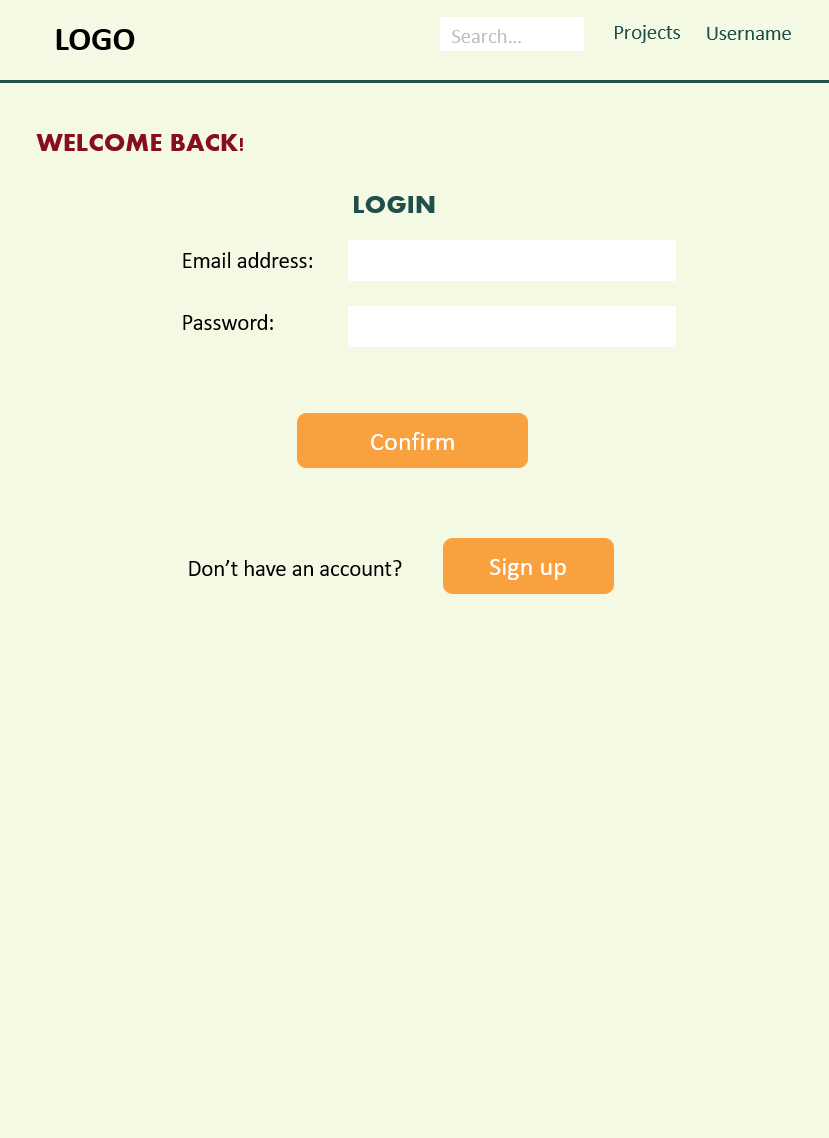 LOGO
Search...
Projects
Username
WELCOME BACK!
LOGIN
Email address:
Password:
Confirm
Don’t have an account?
Sign up